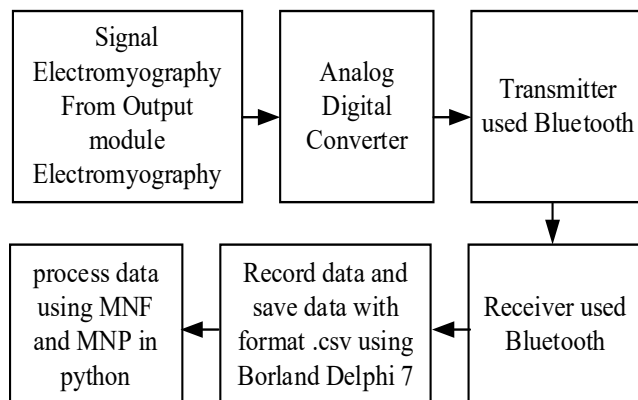 Signal
Electromyography
From Output
module
Electromyography
Analog
Digital
Converter
Transmitter
used Bluetooth
Receiver used
Bluetooth
Record data and
save data with
format .csv using
Borland Delphi 7
process data
using MNF
and MNP in
python